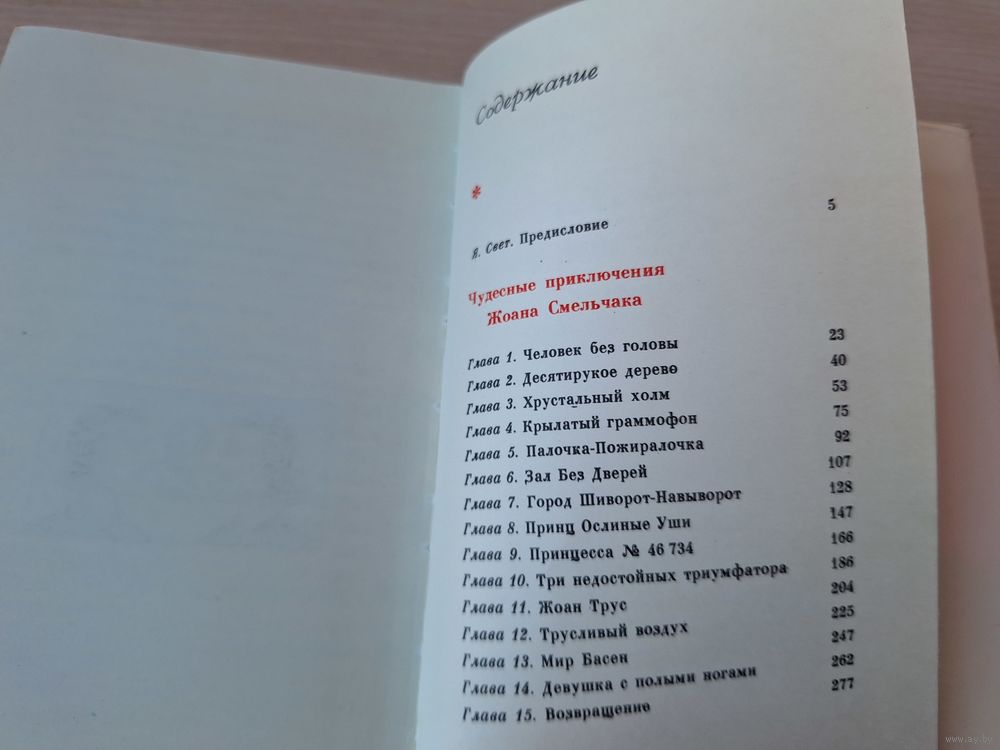 Содержание
*
Я. Свет. Предисловие 5
Чудесные приключения
Жоана Смельчака
Глава 1. Человек без головы 23
Глава 2. Десятирукое дерево 40
Глава 3. Хрустальный холм 53
Глава 4. Крылатый граммофон 75
Глава 5. Палочка-Пожиралочка 92
Глава 6. Зал Без Дверей 107
Глава 7. Город Шиворот-Навыворот 128
Глава 8. Принц Ослиные Уши 147
Глава 9. Принцесса № 46 734 166
Глава 10. Три недостойных триумфатора 186
Глава 11. Жоан Трус 204
Глава 12. Трусливый воздух 225
Глава 13. Мир Басен 247
Глава 14. Девушка с полыми ногами 262
Глава 15. Возвращение 277
www.ay.by